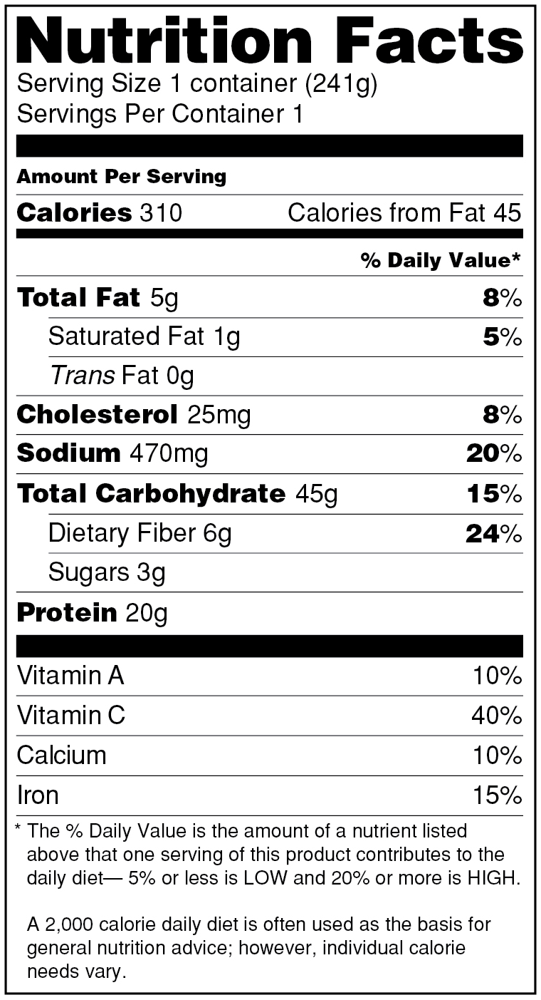 Nutrition Facts
Serving Size 1 container (241g)
Servings Per Container 1
Amount Per Serving
Calories 310 Calories from Fat 45
% Daily Value*
Total Fat 5g 8%
Saturated Fat 1g 5%
Trans Fat 0g
Cholesterol 25mg 8%
Sodium 470mg 20%
Total Carbohydrate 45g 15%
Dietary Fiber 6g 24%
Sugars 3g
Protein 20g
Vitamin A 10%
Vitamin C 40%
Calcium 10%
Iron 15%
* The % Daily Value is the amount of a nutrient listed
above that one serving of this product contributes to the
daily diet— 5% or less is LOW and 20% or more is HIGH.
A 2,000 calorie daily diet is often used as the basis for
general nutrition advice; however, individual calorie
needs vary.